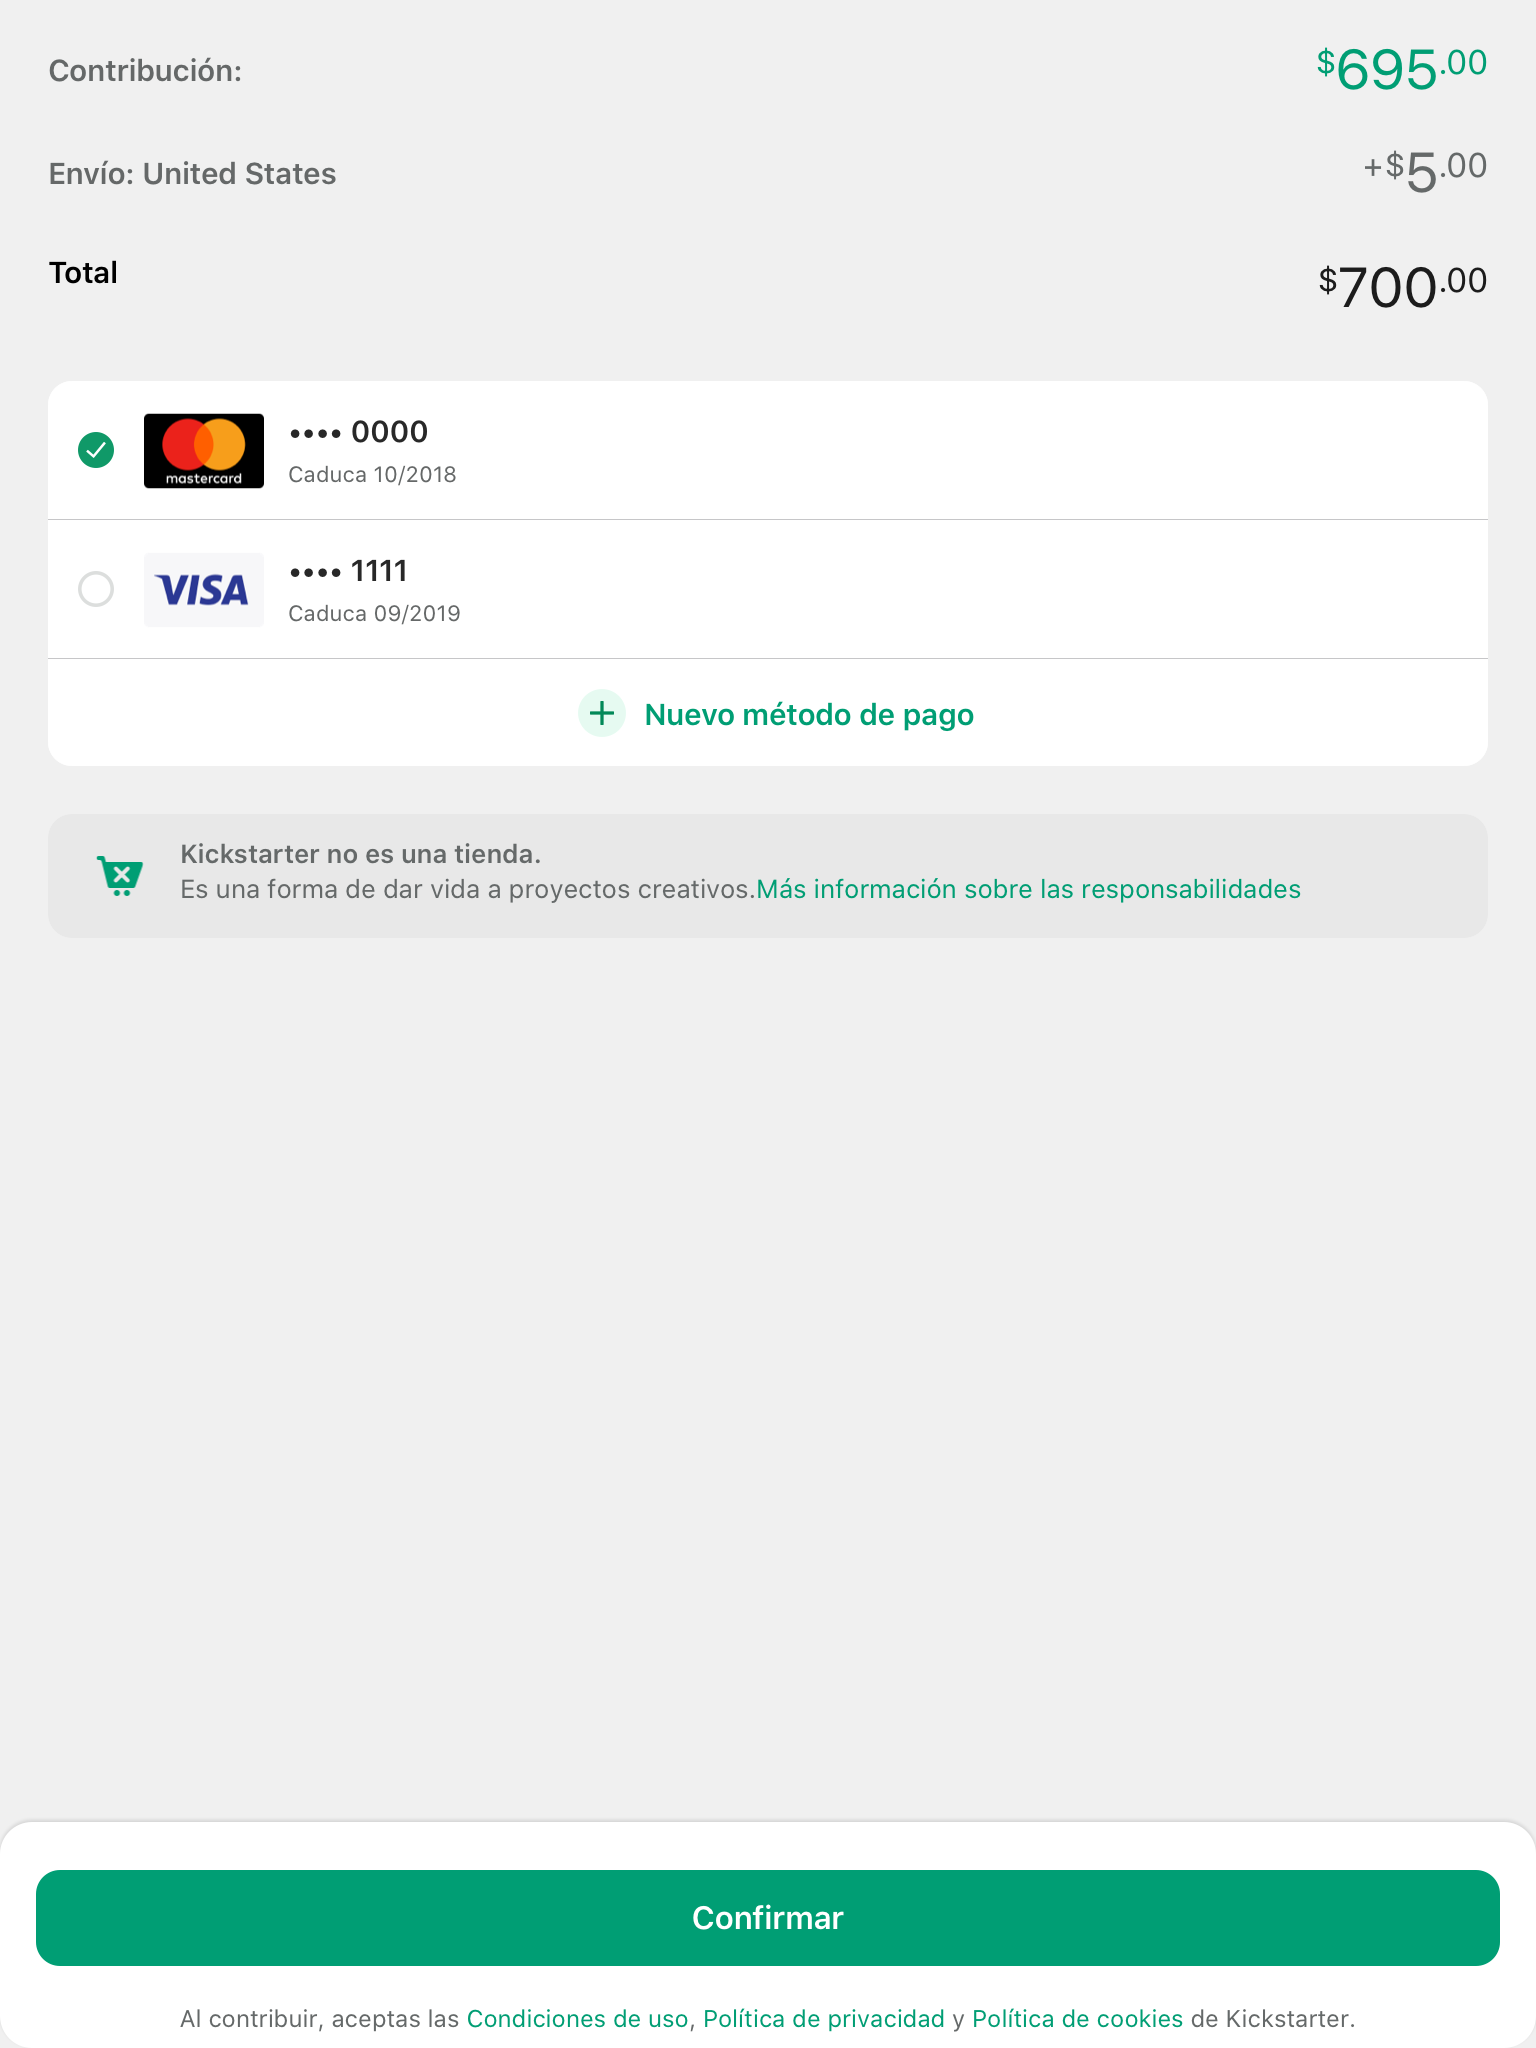 Contribución: $695.00
Envío: United States +$5.00
Total $700.00
mastercard
•••• 0000
Caduca 10/2018
VISA
•••• 1111
Caduca 09/2019
Nuevo método de pago
Kickstarter no es una tienda.
Es una forma de dar vida a proyectos creativos.Más información sobre las responsabilidades
Confirmar
Al contribuir, aceptas las Condiciones de uso, Política de privacidad y Política de cookies de Kickstarter.